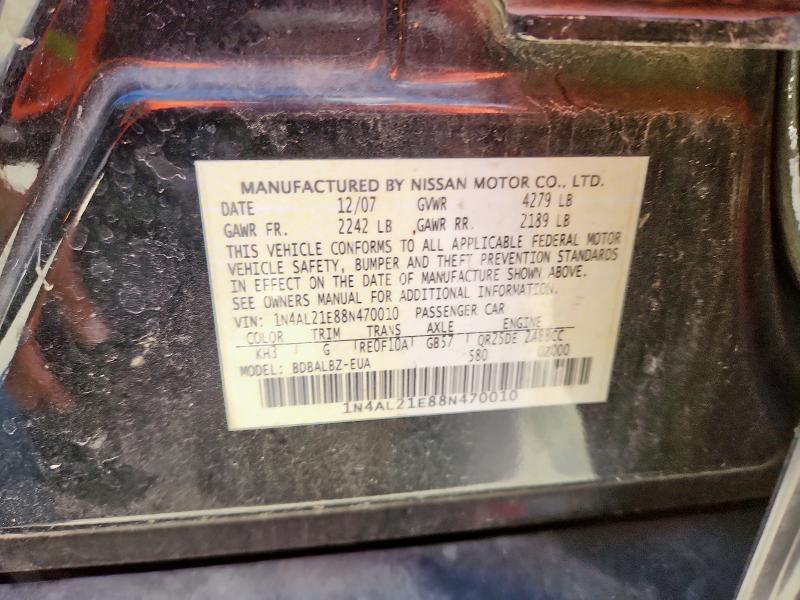 MANUFACTURED BY NISSAN MOTOR CO., LTD.
DATE 12/07 GVWR 4279 LB
GAWR FR. 2242 LB , GAWR RR. 2189 LB
THIS VEHICLE CONFORMS TO ALL APPLICABLE FEDERAL MOTOR
VEHICLE SAFETY, BUMPER AND THEFT PREVENTION STANDARDS
IN EFFECT ON THE DATE OF MANUFACTURE SHOWN ABOVE.
SEE OWNERS MANUAL FOR ADDITIONAL INFORMATION.
VIN: 1N4AL21E88N470010 PASSENGER CAR
COLOR TRIM TRANS AXLE ENGINE
KH3 G RE0F10A GB57 QR25DE 2488CC
MODEL: BDBALBZ-EUA 580 0Z000
1N4AL21E88N470010